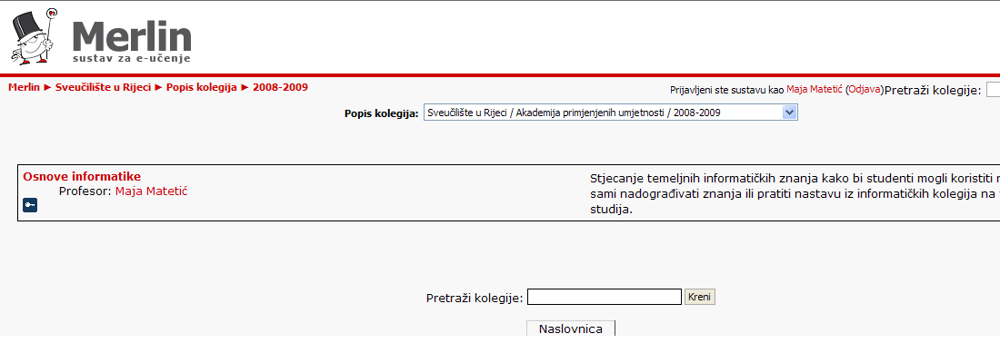 Merlin
sustav za e-učenje
Merlin ► Sveučilište u Rijeci ► Popis kolegija ► 2008-2009
Prijavljeni ste sustavu kao Maja Matetić (Odjava)
Pretraži kolegije:
Popis kolegija: Sveučilište u Rijeci / Akademija primjenjenih umjetnosti / 2008-2009
Osnove informatike
Profesor: Maja Matetić
Stjecanje temeljnih informatičkih znanja kako bi studenti mogli koristiti
sami nadograđivati znanja ili pratiti nastavu iz informatičkih kolegija na
studija.
Pretraži kolegije: Kreni
Naslovnica